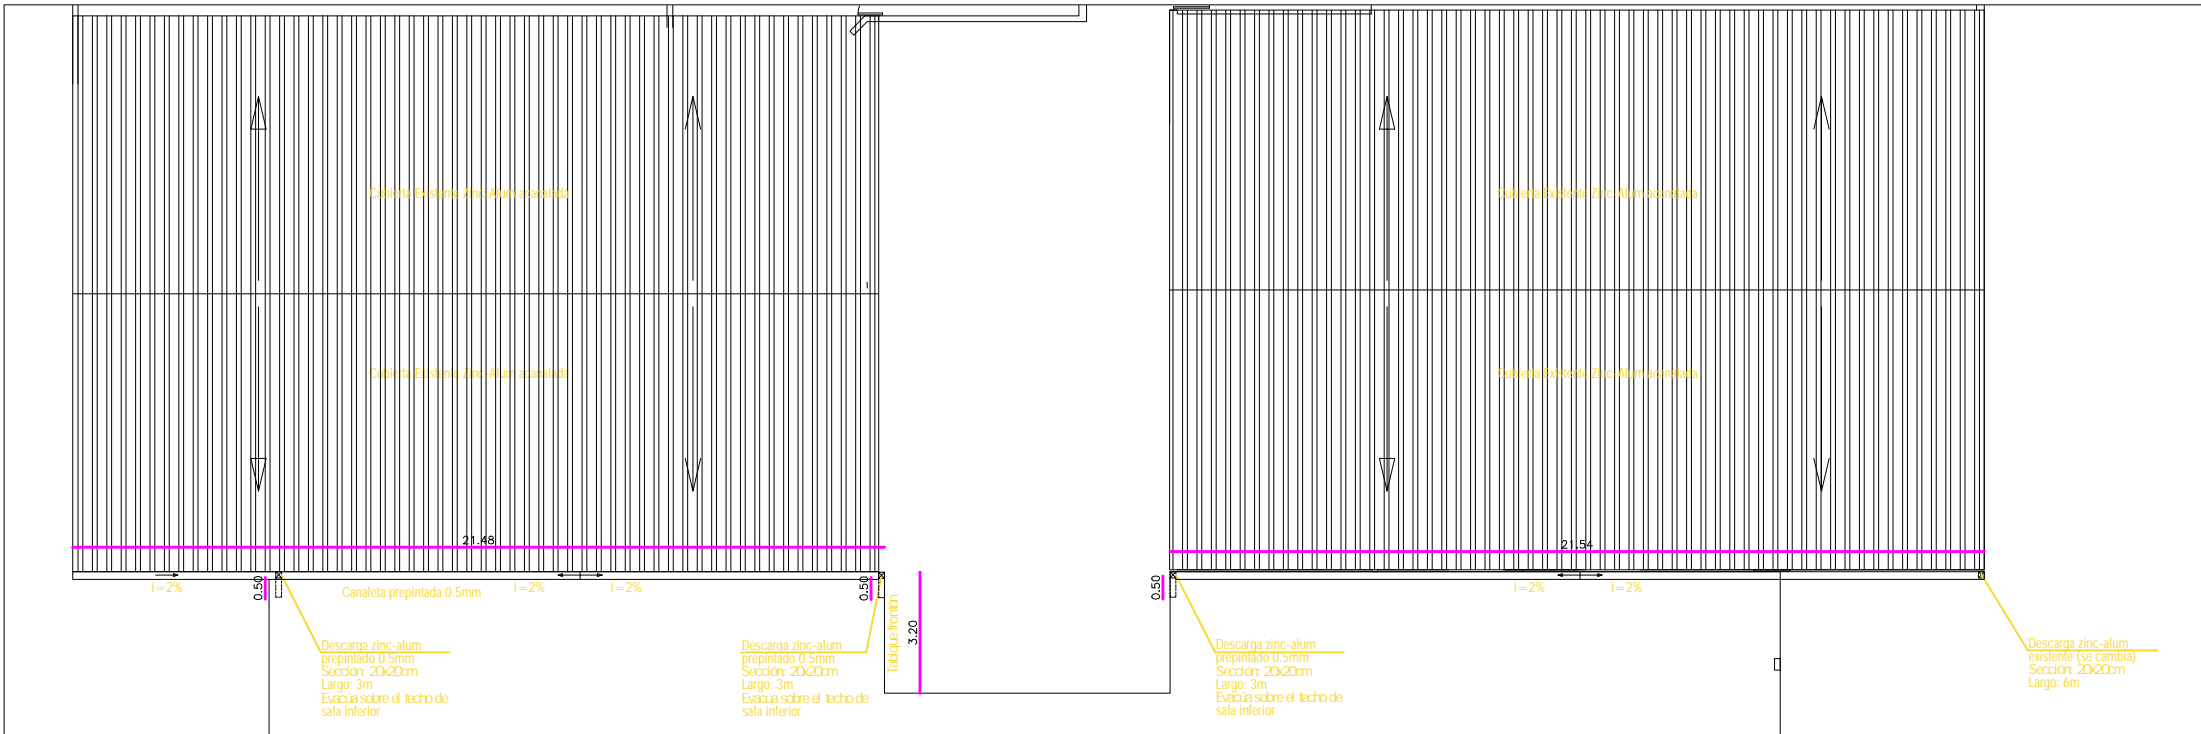 Cubierta Existente Zinc-Alum acanalada
Cubierta Existente Zinc-Alum acanalada
Cubierta Existente Zinc-Alum acanalada
Cubierta Existente Zinc-Alum acanalada
21.48
21.54
i=2%
0.50
Canaleta prepintada 0.5mm
i=2%
i=2%
0.50
Tabique frontón
3.20
0.50
i=2%
i=2%
Descarga zinc-alum
prepintado 0.5mm
Sección: 20x20cm
Largo: 3m
Evacúa sobre el techo de
sala inferior
Descarga zinc-alum
prepintado 0.5mm
Sección: 20x20cm
Largo: 3m
Evacúa sobre el techo de
sala inferior
Descarga zinc-alum
prepintado 0.5mm
Sección: 20x20cm
Largo: 3m
Evacúa sobre el techo de
sala inferior
Descarga zinc-alum
existente (se cambia)
Sección: 20x20cm
Largo: 6m